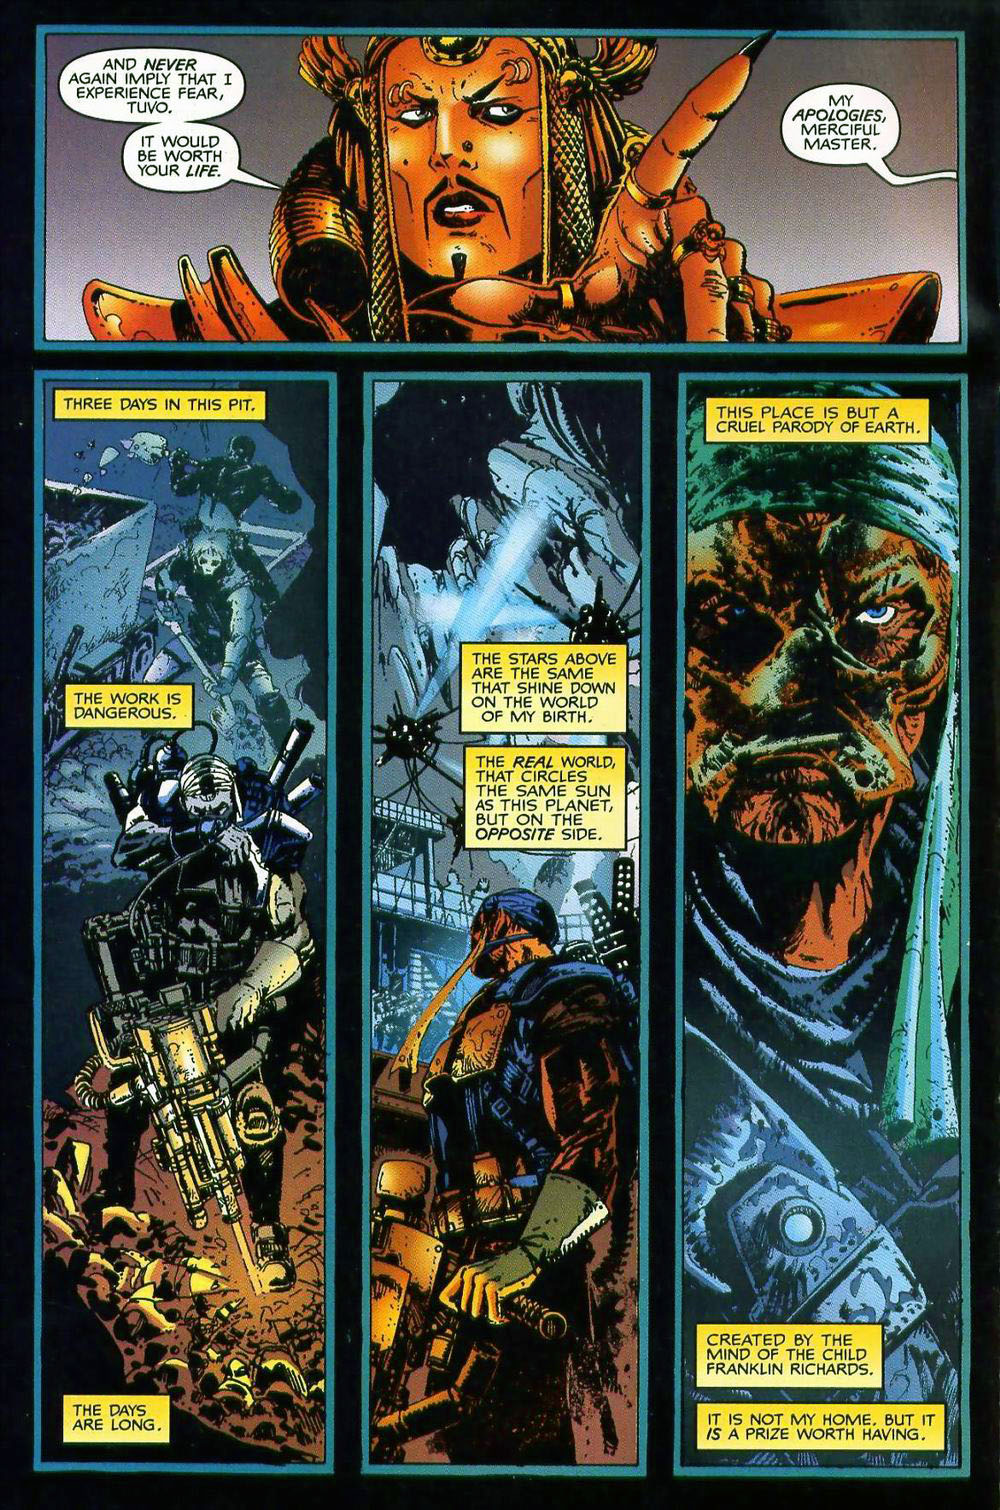 AND NEVER
AGAIN IMPLY THAT I
EXPERIENCE FEAR,
TUVO.
IT WOULD
BE WORTH
YOUR LIFE.
MY
APOLOGIES,
MERCIFUL
MASTER.
THREE DAYS IN THIS PIT.
THE WORK IS
DANGEROUS.
THE DAYS
ARE LONG.
THE STARS ABOVE
ARE THE SAME
THAT SHINE DOWN
ON THE WORLD
OF MY BIRTH.
THE REAL WORLD,
THAT CIRCLES
THE SAME SUN
AS THIS PLANET,
BUT ON THE
OPPOSITE SIDE.
THIS PLACE IS BUT A
CRUEL PARODY OF EARTH.
CREATED BY THE
MIND OF THE CHILD
FRANKLIN RICHARDS.
IT IS NOT MY HOME. BUT IT
IS A PRIZE WORTH HAVING.